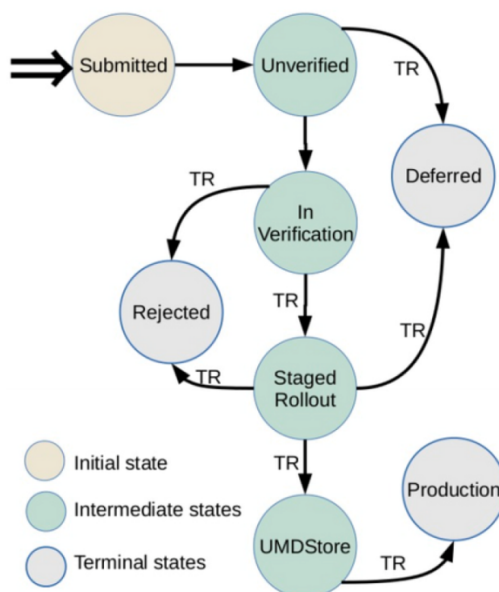 Submitted
Unverified
TR
Deferred
TR
In
Verification
Rejected
TR
TR
TR
Staged
Rollout
TR
Initial state
Intermediate states
Terminal states
UMDStore
TR
Production